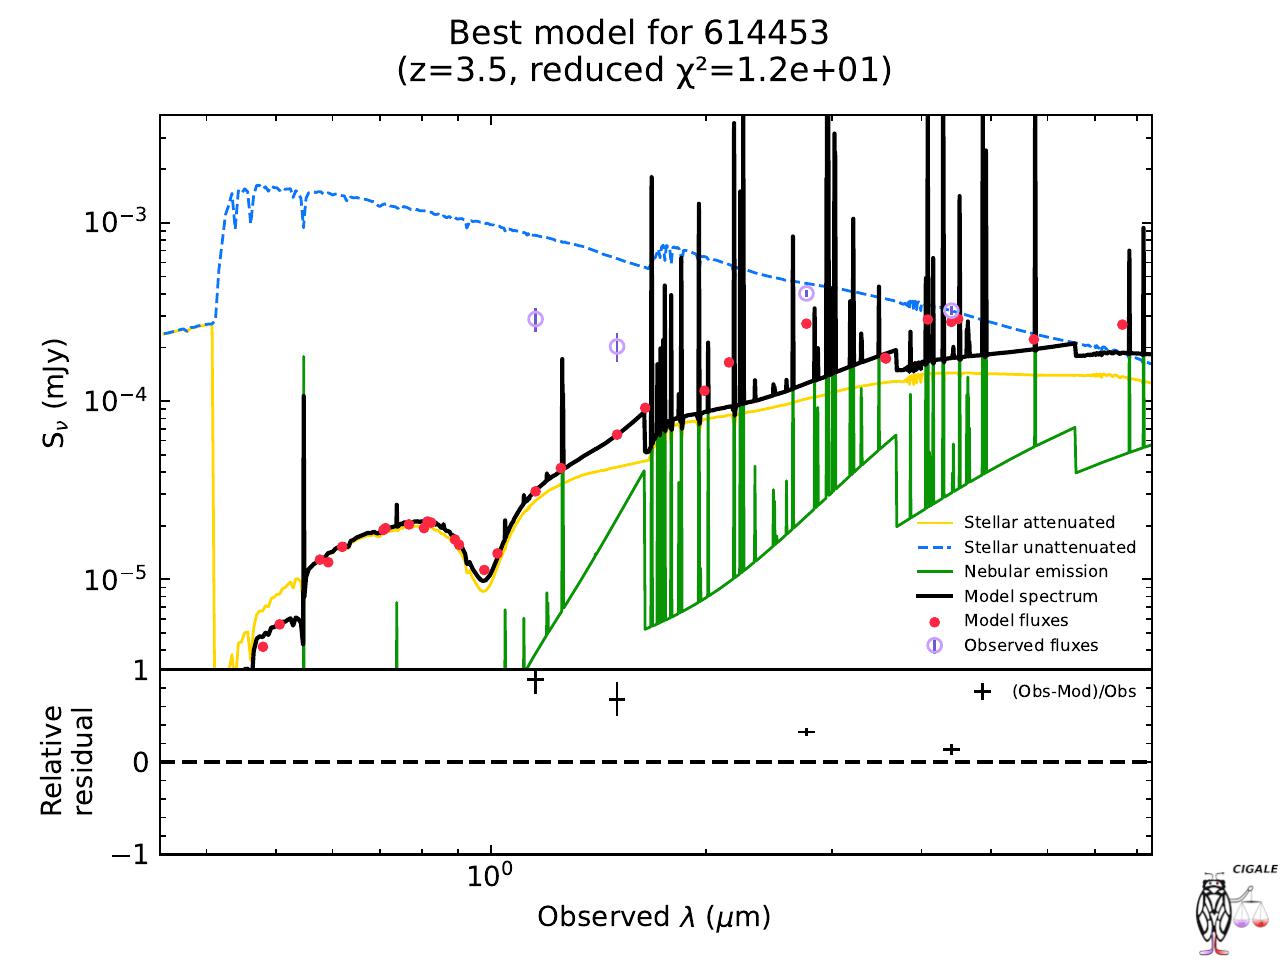 Best model for 614453
(z=3.5, reduced χ²=1.2e+01)
10⁻³
10⁻⁴
10⁻⁵
S𝜈 (mJy)
Stellar attenuated
Stellar unattenuated
Nebular emission
Model spectrum
Model fluxes
Observed fluxes
1
0
−1
Relative
residual
(Obs-Mod)/Obs
10⁰
Observed λ (μm)
CIGALE